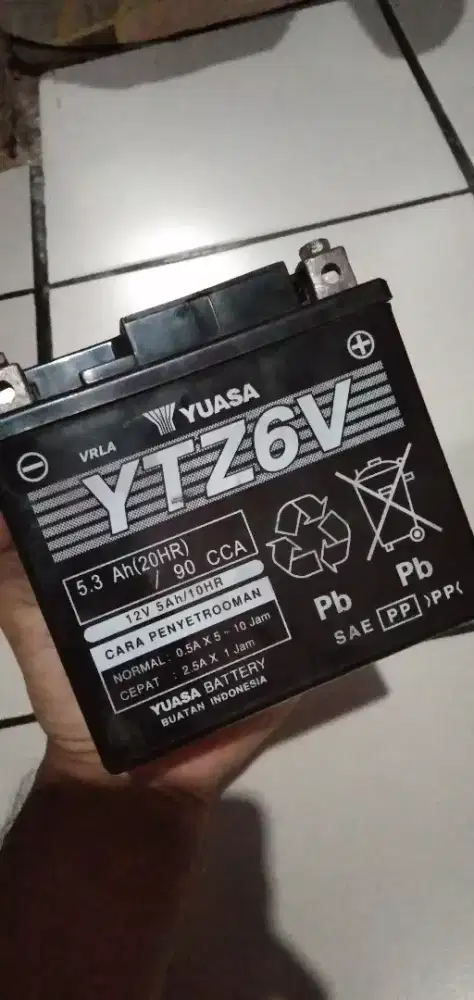 YUASA
VRLA
YTZ6V
5.3 Ah(20HR) / 90 CCA
12V 5Ah/10HR
CARA PENYETROOMAN
NORMAL : 0.5A X 5 ~ 10 Jam
CEPAT : 2.5A X 1 Jam
YUASA BATTERY
BUATAN INDONESIA
Pb
Pb
SAE PP >PP<